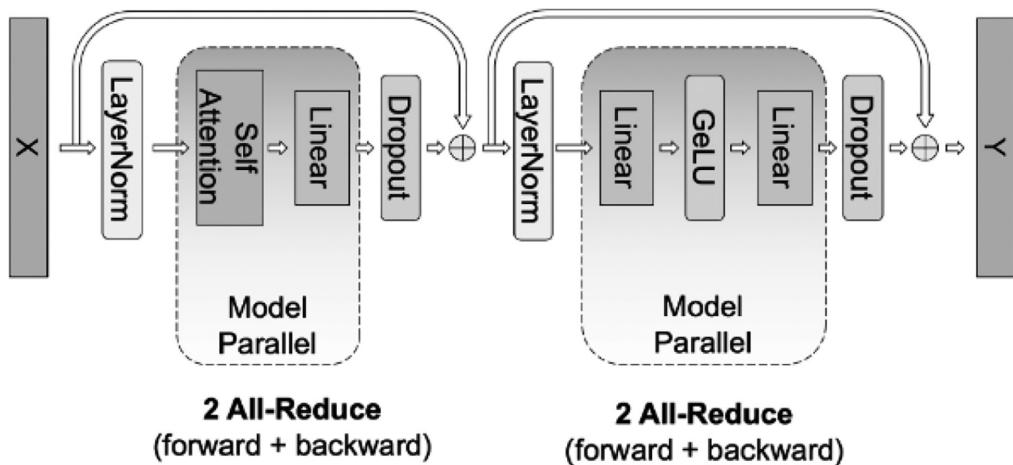 X
LayerNorm
Self
Attention
Linear
Dropout
LayerNorm
Linear
GeLU
Linear
Dropout
Y
Model
Parallel
Model
Parallel
2 All-Reduce
(forward + backward)
2 All-Reduce
(forward + backward)